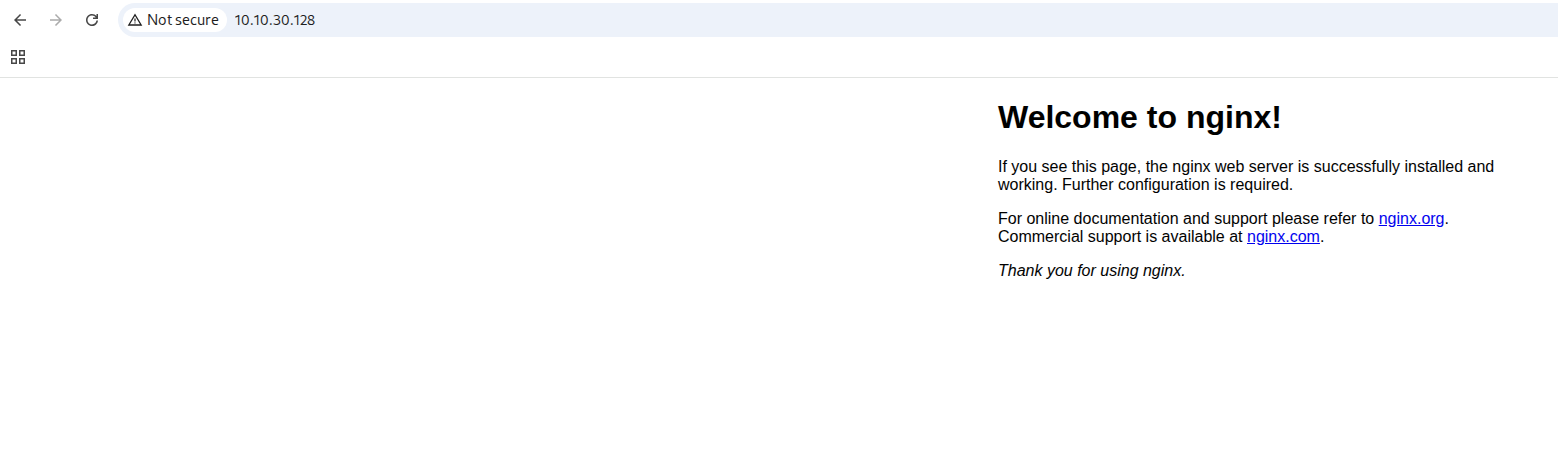 Not secure 10.10.30.128
Welcome to nginx!
If you see this page, the nginx web server is successfully installed and
working. Further configuration is required.
For online documentation and support please refer to nginx.org.
Commercial support is available at nginx.com.
Thank you for using nginx.